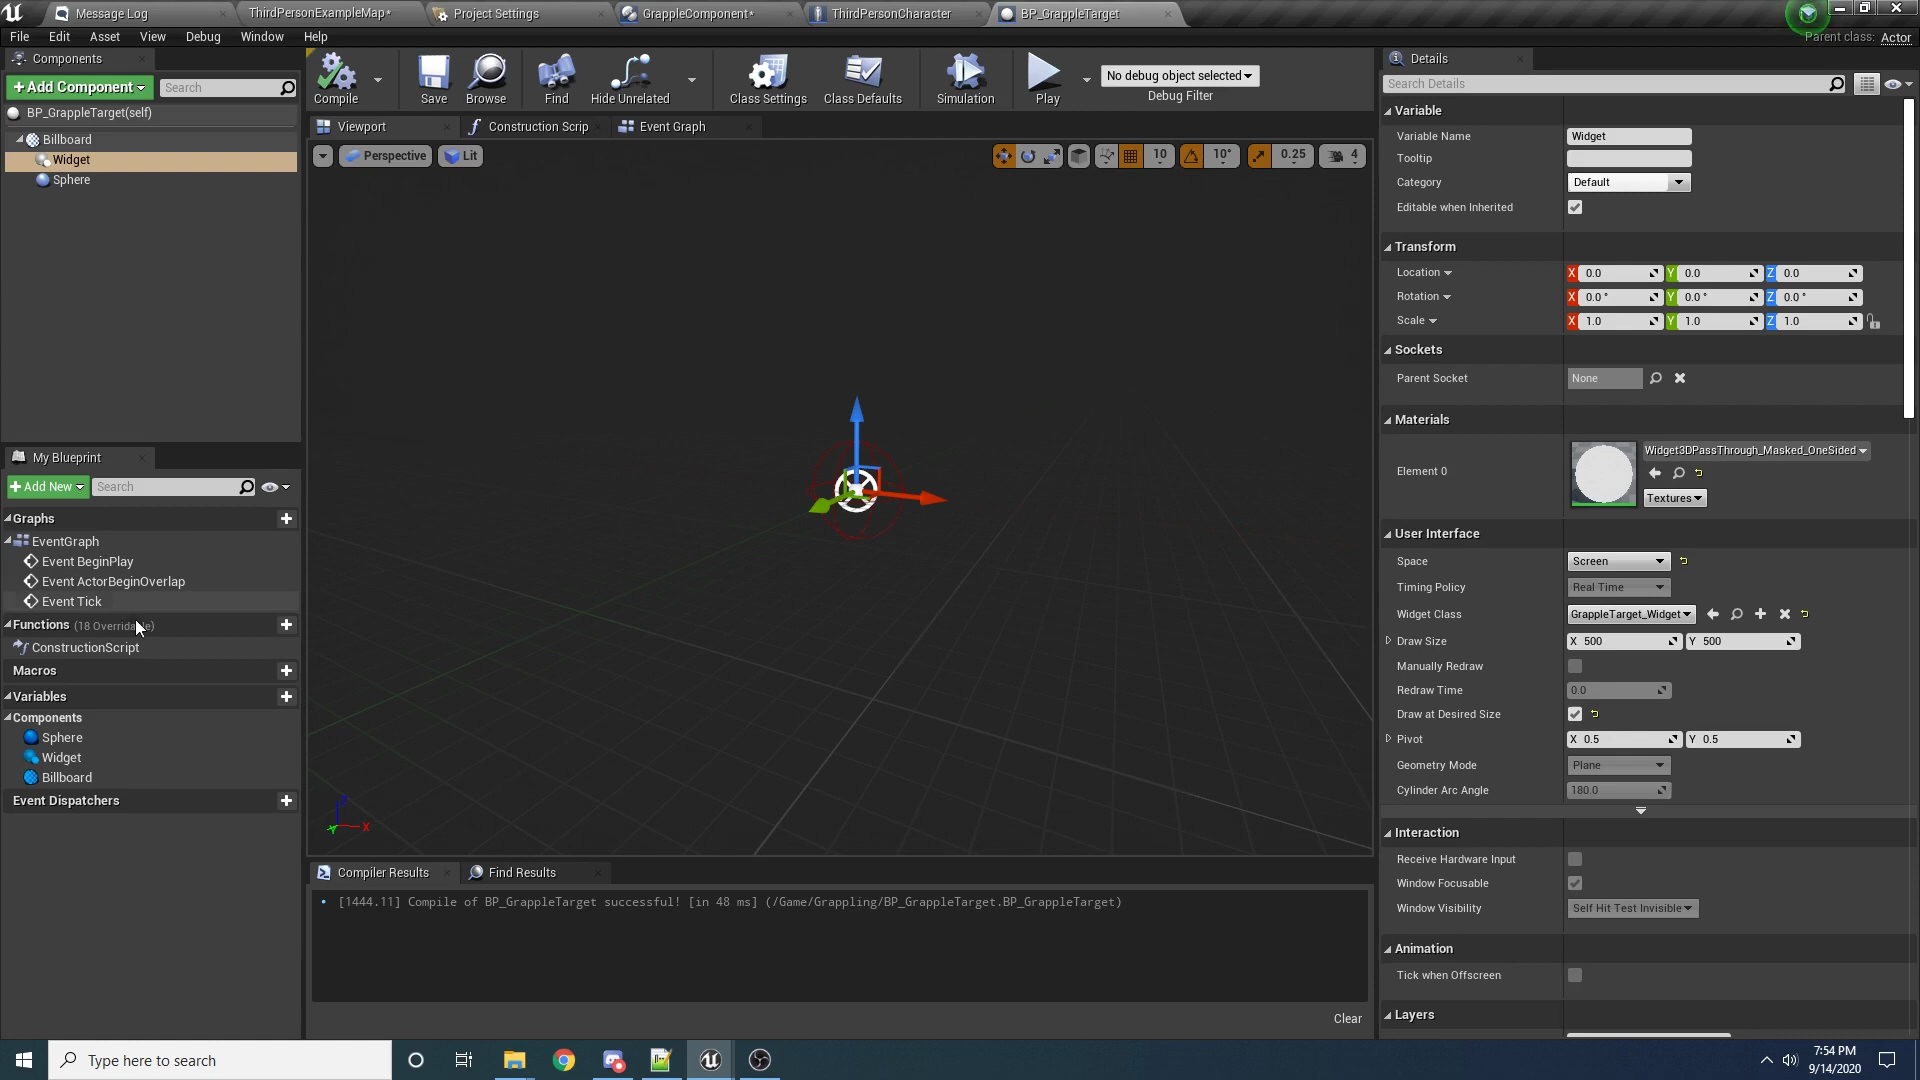 Message Log
ThirdPersonExampleMap*
Project Settings
GrappleComponent*
ThirdPersonCharacter
BP_GrappleTarget
File Edit Asset View Debug Window Help
Parent class: Actor
Components
+ Add Component
Search
BP_GrappleTarget(self)
Billboard
Widget
Sphere
Compile
Save
Browse
Find
Hide Unrelated
Class Settings
Class Defaults
Simulation
Play
No debug object selected
Debug Filter
Viewport
Construction Scrip
Event Graph
Perspective
Lit
10
10°
0.25
4
X
My Blueprint
+ Add New
Search
Graphs
EventGraph
Event BeginPlay
Event ActorBeginOverlap
Event Tick
Functions
ConstructionScript
Macros
Variables
Components
Sphere
Widget
Billboard
Event Dispatchers
Compiler Results
Find Results
[1444.11] Compile of BP_GrappleTarget successful! [in 48 ms] (/Game/Grappling/BP_GrappleTarget.BP_GrappleTarget)
Clear
Details
Search Details
Variable
Variable Name Widget
Tooltip
Category Default
Editable when Inherited
Transform
Location X 0.0 Y 0.0 Z 0.0
Rotation X 0.0 ° Y 0.0 ° Z 0.0 °
Scale X 1.0 Y 1.0 Z 1.0
Sockets
Parent Socket None
Materials
Element 0
Widget3DPassThrough_Masked_OneSided
Textures
User Interface
Space Screen
Timing Policy Real Time
Widget Class GrappleTarget_Widget
Draw Size X 500 Y 500
Manually Redraw
Redraw Time 0.0
Draw at Desired Size
Pivot X 0.5 Y 0.5
Geometry Mode Plane
Cylinder Arc Angle 180.0
Interaction
Receive Hardware Input
Window Focusable
Window Visibility Self Hit Test Invisible
Animation
Tick when Offscreen
Layers
Type here to search
7:54 PM
9/14/2020